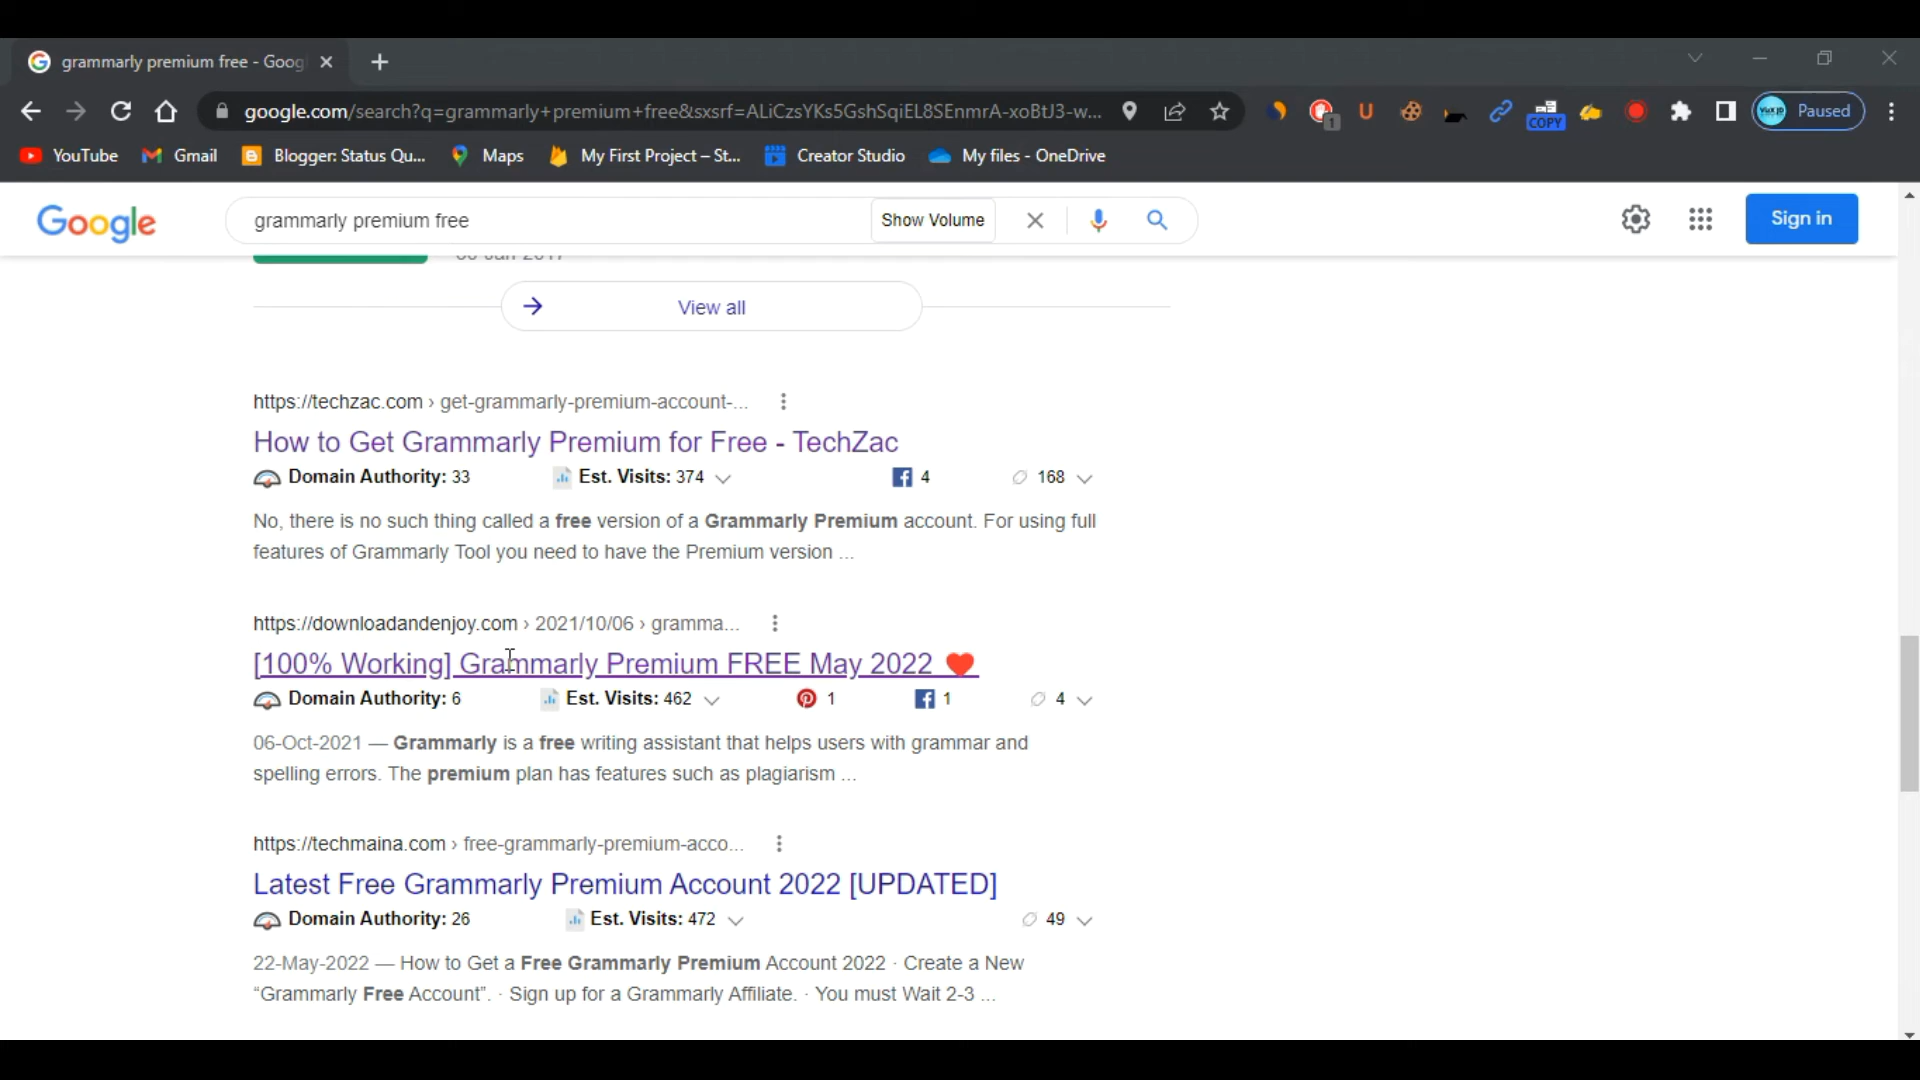 grammarly premium free - Goog
google.com/search?q=grammarly+premium+free&sxsrf=ALiCzsYKs5GshSqiEL8SEnmrA-xoBtJ3-w...
1
U
COPY
Paused
YouTube
Gmail
Blogger: Status Qu...
Maps
My First Project – St...
Creator Studio
My files - OneDrive
Google
grammarly premium free
Show Volume
Sign in
View all
https://techzac.com › get-grammarly-premium-account-...
How to Get Grammarly Premium for Free - TechZac
Domain Authority: 33 Est. Visits: 374 4 168
No, there is no such thing called a free version of a Grammarly Premium account. For using full
features of Grammarly Tool you need to have the Premium version ...
https://downloadandenjoy.com › 2021/10/06 › gramma...
[100% Working] Grammarly Premium FREE May 2022 ❤️
Domain Authority: 6 Est. Visits: 462 1 1 4
06-Oct-2021 — Grammarly is a free writing assistant that helps users with grammar and
spelling errors. The premium plan has features such as plagiarism ...
https://techmaina.com › free-grammarly-premium-acco...
Latest Free Grammarly Premium Account 2022 [UPDATED]
Domain Authority: 26 Est. Visits: 472 49
22-May-2022 — How to Get a Free Grammarly Premium Account 2022 · Create a New
“Grammarly Free Account”. · Sign up for a Grammarly Affiliate. · You must Wait 2-3 ...